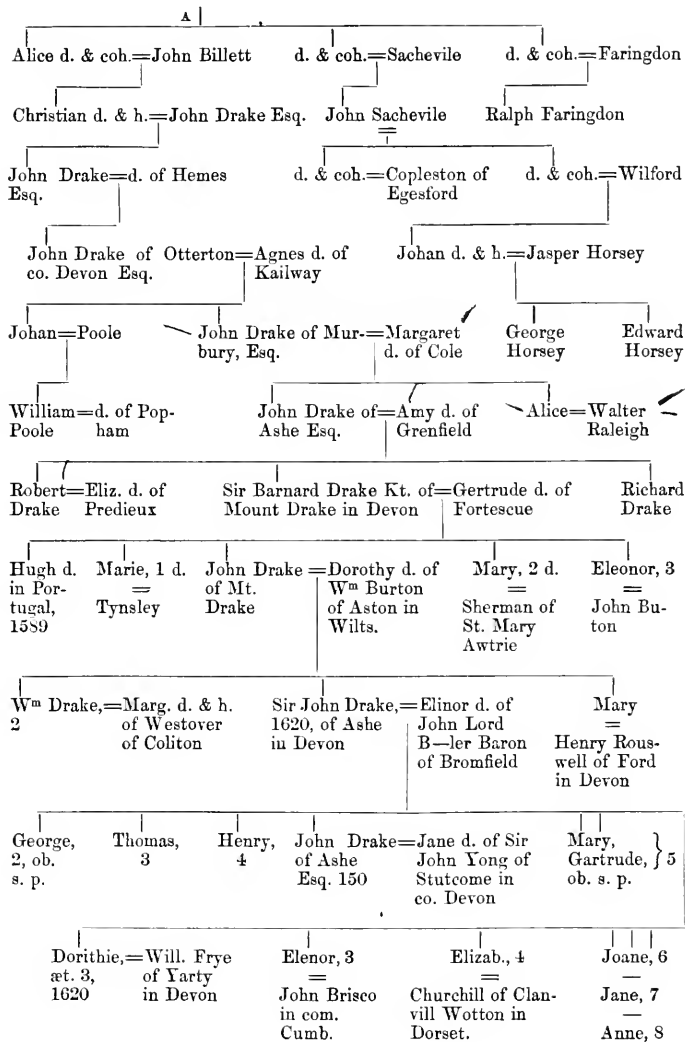 A
Alice d. & coh.=John Billett d. & coh.=Sachevile d. & coh.=Faringdon
Christian d. & h.=John Drake Esq. John Sachevile Ralph Faringdon
=
John Drake=d. of Hemes d. & coh.=Copleston of d. & coh.=Wilford
Esq. Egesford
John Drake of Otterton=Agnes d. of Johan d. & h.=Jasper Horsey
co. Devon Esq. Kailway
Johan=Poole John Drake of Mur-=Margaret George Edward
bury, Esq. d. of Cole Horsey Horsey
William=d. of Pop- John Drake of=Amy d. of Alice=Walter
Poole ham Ashe Esq. Grenfield Raleigh
Robert=Eliz. d. of Sir Barnard Drake Kt. of=Gertrude d. of Richard
Drake Predieux Mount Drake in Devon Fortescue Drake
Hugh d. Marie, 1 d. John Drake=Dorothy d. of Mary, 2 d. Eleonor, 3
in Por- = of Mt. Wm Burton = =
tugal, Tynsley Drake of Aston in Sherman of John Bu-
1589 Wilts. St. Mary ton
Awtrie
Wm Drake,=Marg. d. & h. Sir John Drake,=Elinor d. of Mary
2 of Westover 1620, of Ashe John Lord =
of Coliton in Devon B—ler Baron Henry Rous-
of Bromfield well of Ford
in Devon
George, Thomas, Henry, John Drake=Jane d. of Sir Mary,
2, ob. 3 4 of Ashe John Yong of Gartrude, } 5
s. p. Esq. 150 Stutcome in ob. s. p.
co. Devon
Dorithie,=Will. Frye Elenor, 3 Elizab., 4 Joane, 6
æt. 3, of Yarty = = —
1620 in Devon John Brisco Churchill of Clan- Jane, 7
in com. vill Wotton in —
Cumb. Dorset. Anne, 8